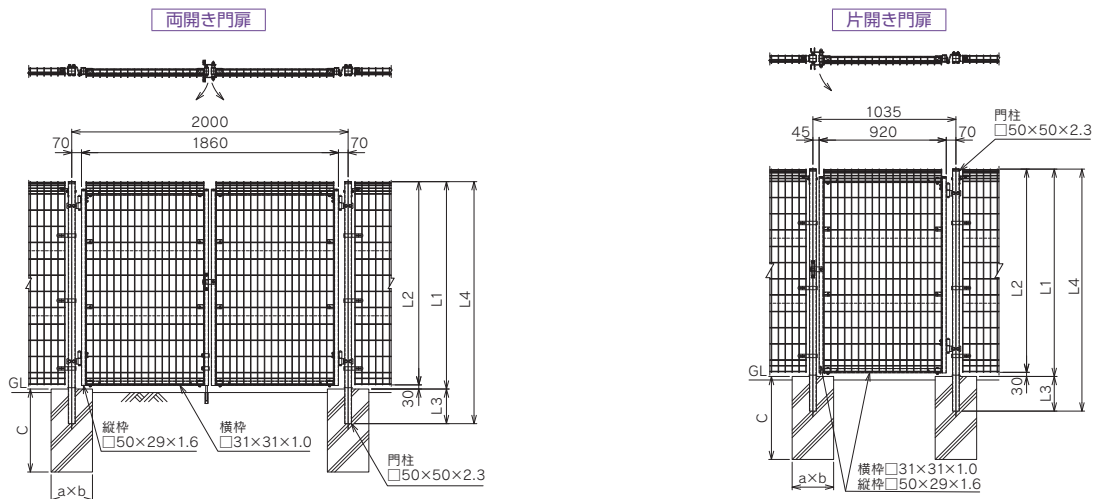 両開き門扉
2000
70
1860
70
L2
L1
L4
GL
30
L3
C
縦枠
□50×29×1.6
横枠
□31×31×1.0
門柱
□50×50×2.3
a×b
片開き門扉
1035
45
920
70
門柱
□50×50×2.3
L2
L1
L4
GL
30
L3
C
横枠□31×31×1.0
縦枠□50×29×1.6
a×b